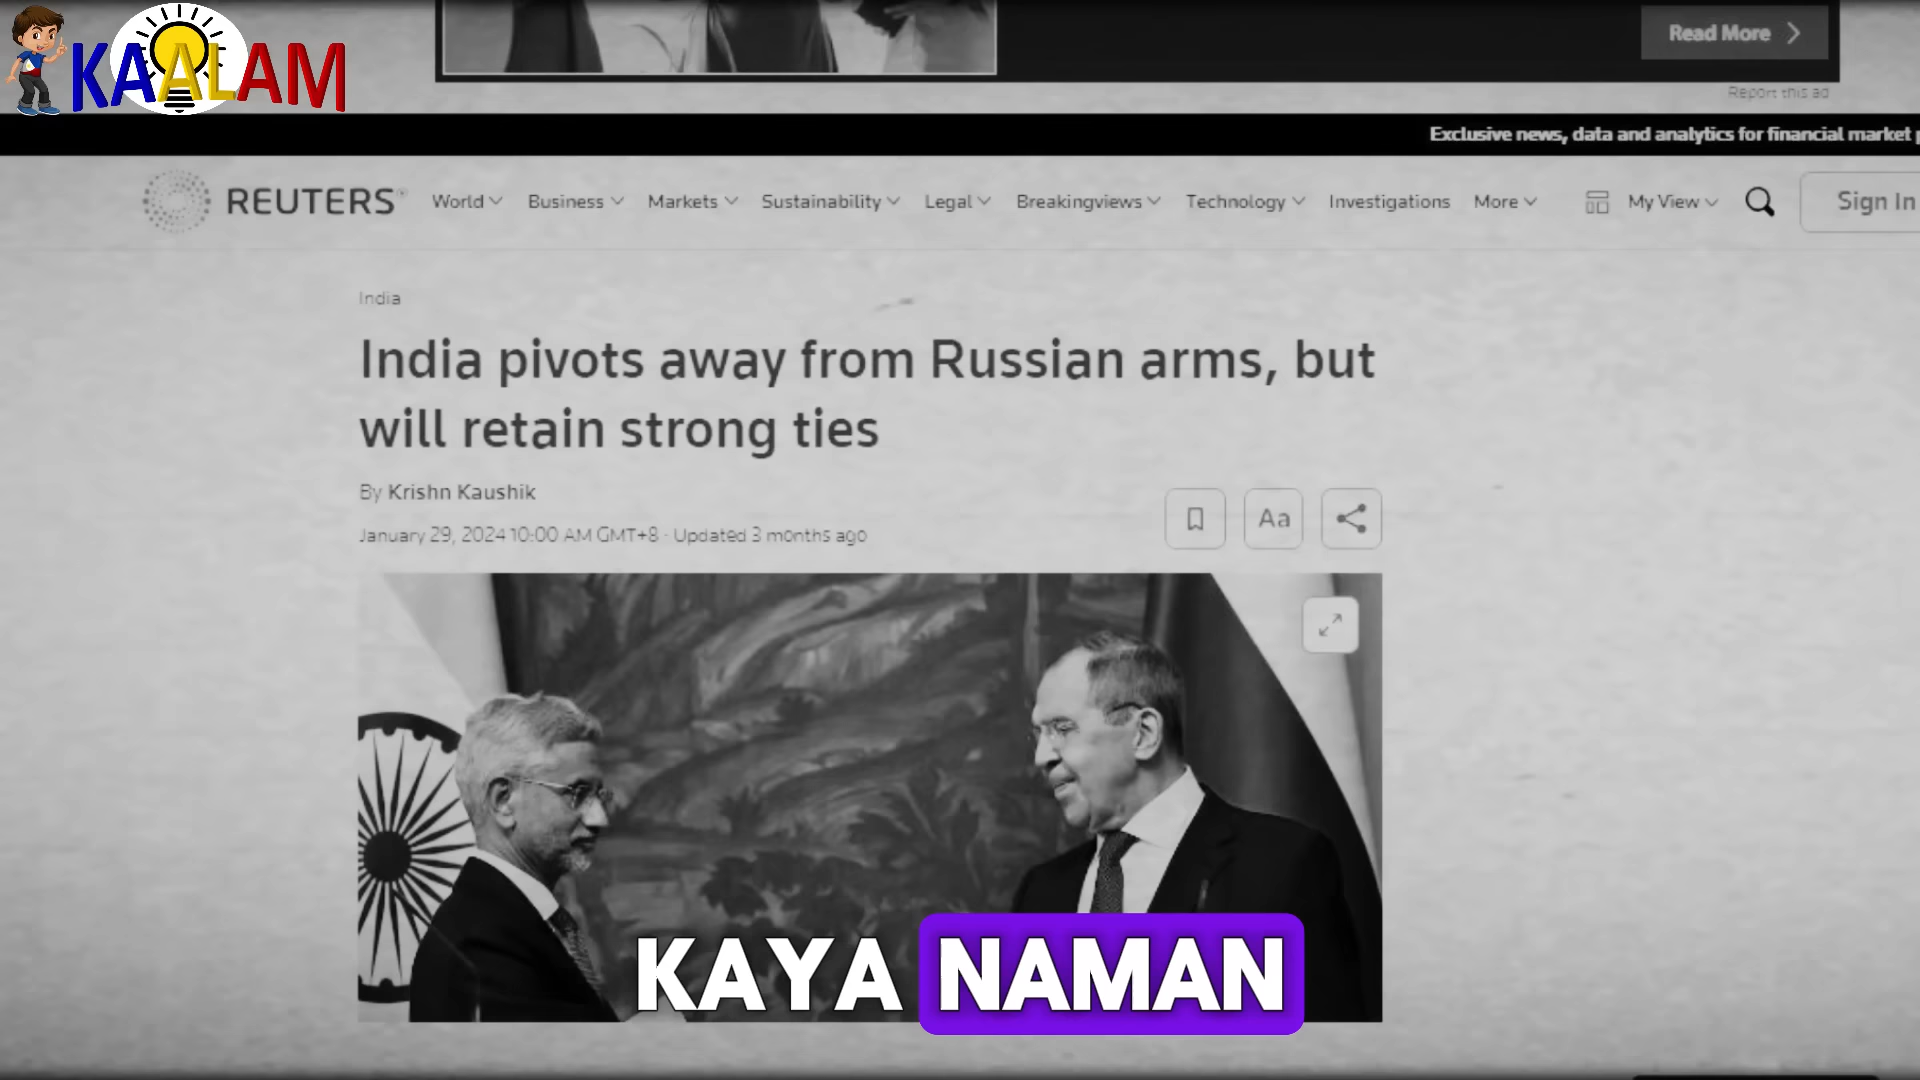 KAALAM
Read More
Report this ad
Exclusive news, data and analytics for financial market
REUTERS
World Business Markets Sustainability Legal Breakingviews Technology Investigations More My View Sign In
India
India pivots away from Russian arms, but
will retain strong ties
By Krishn Kaushik
January 29, 2024 10:00 AM GMT+8 · Updated 3 months ago
Aa
KAYA NAMAN